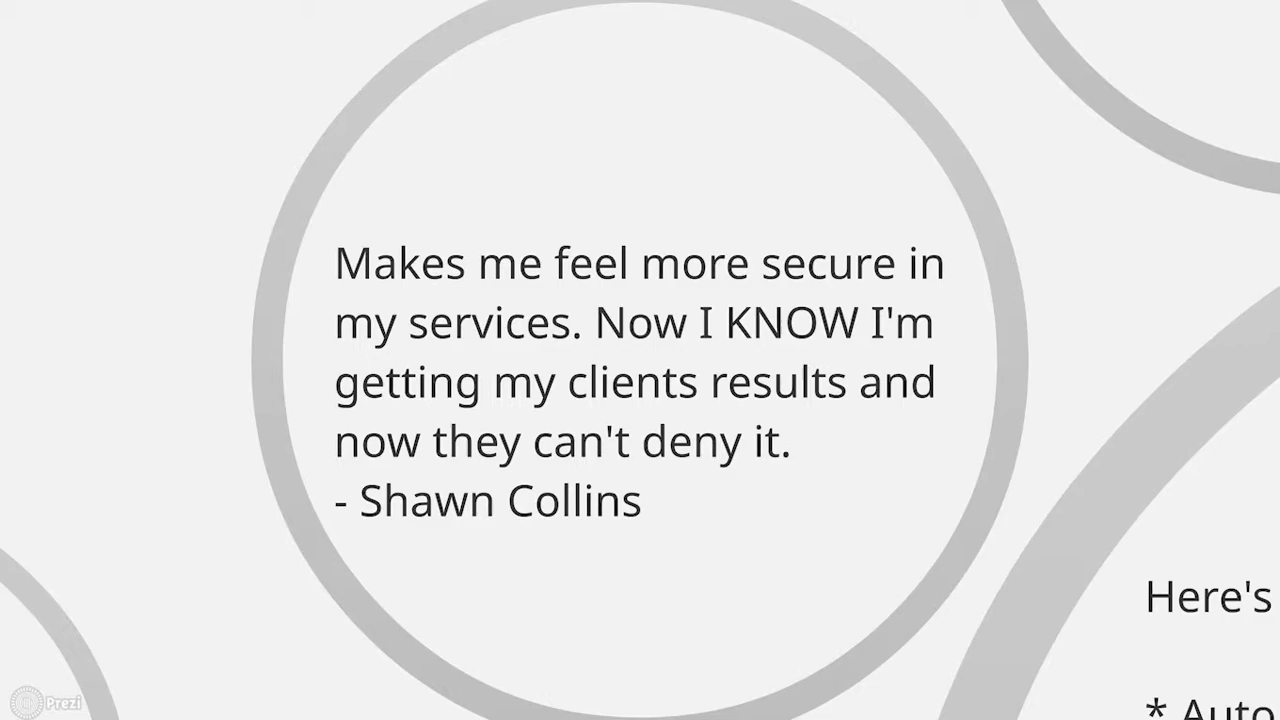 Makes me feel more secure in
my services. Now I KNOW I'm
getting my clients results and
now they can't deny it.
- Shawn Collins
Here's
* Auto
Prezi